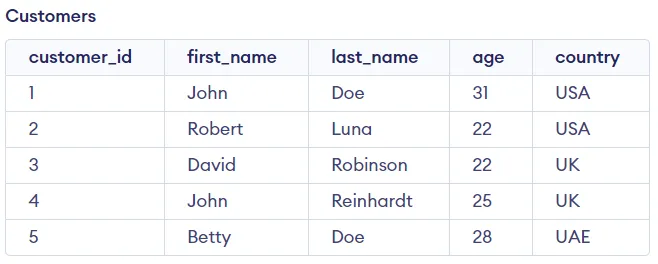 Customers
customer_id first_name last_name age country
1 John Doe 31 USA
2 Robert Luna 22 USA
3 David Robinson 22 UK
4 John Reinhardt 25 UK
5 Betty Doe 28 UAE